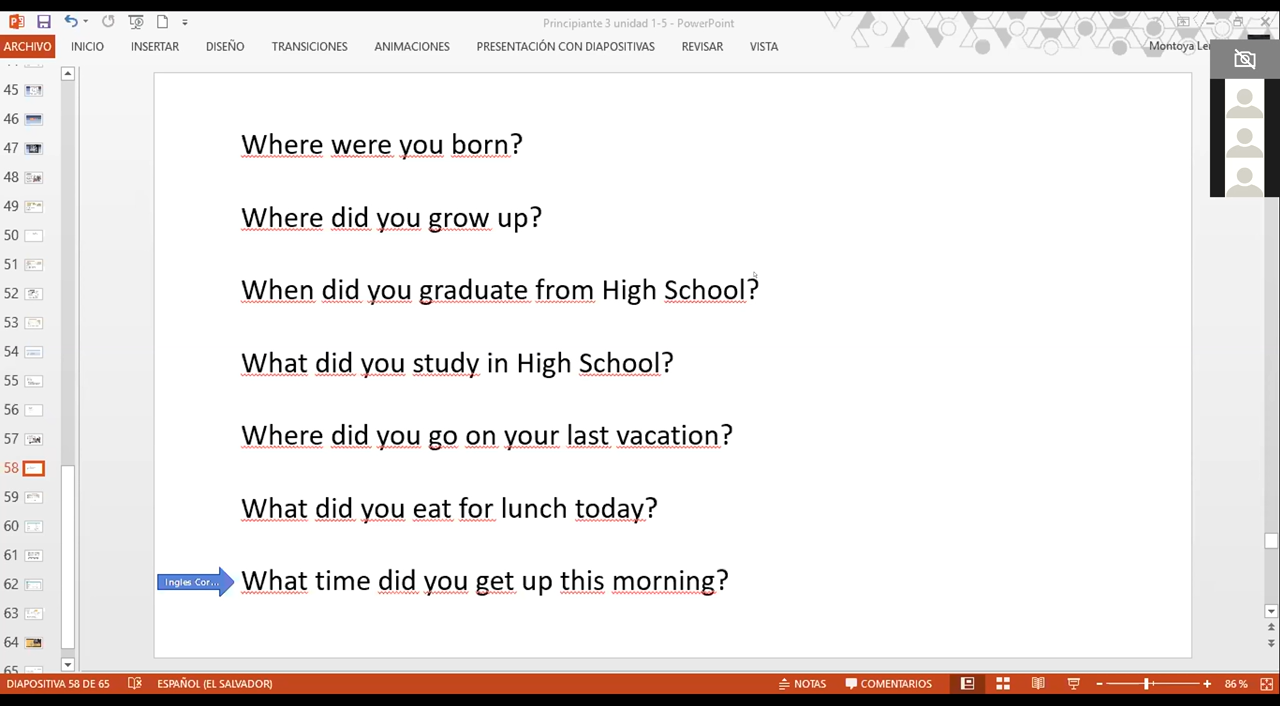 Principiante 3 unidad 1-5 - PowerPoint
ARCHIVO INICIO INSERTAR DISEÑO TRANSICIONES ANIMACIONES PRESENTACIÓN CON DIAPOSITIVAS REVISAR VISTA
Montoya
45
46
47
48
49
50
51
52
53
54
55
56
57
58
59
60
61
62
63
64
65
Where were you born?
Where did you grow up?
When did you graduate from High School?
What did you study in High School?
Where did you go on your last vacation?
What did you eat for lunch today?
Ingles Cor... What time did you get up this morning?
DIAPOSITIVA 58 DE 65 ESPAÑOL (EL SALVADOR) NOTAS COMENTARIOS 86 %